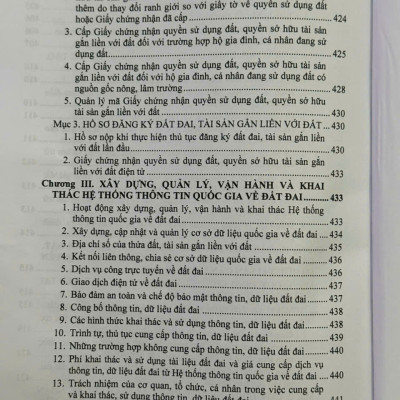 thêm do thay đổi ranh giới so với giấy tờ về quyền sử dụng đất
hoặc Giấy chứng nhận đã cấp ........ 424
3. Cấp Giấy chứng nhận quyền sử dụng đất, quyền sở hữu tài sản
gắn liền với đất đối với trường hợp hộ gia đình, cá nhân đang sử
dụng đất ........ 425
4. Cấp Giấy chứng nhận quyền sử dụng đất, quyền sở hữu tài sản
gắn liền với đất đối với hộ gia đình, cá nhân đang sử dụng đất có
nguồn gốc nông, lâm trường ........ 428
5. Quản lý mã Giấy chứng nhận quyền sử dụng đất, quyền sở hữu
tài sản gắn liền với đất ........ 430
Mục 3. HỒ SƠ ĐĂNG KÝ ĐẤT ĐAI, TÀI SẢN GẮN LIỀN VỚI ĐẤT ... 430
1. Hồ sơ nộp khi thực hiện thủ tục đăng ký đất đai, tài sản gắn liền
với đất lần đầu ........ 430
2. Giấy chứng nhận quyền sử dụng đất, quyền sở hữu tài sản gắn
liền với đất điện tử ........ 433
Chương III. XÂY DỰNG, QUẢN LÝ, VẬN HÀNH VÀ KHAI
THÁC HỆ THỐNG THÔNG TIN QUỐC GIA VỀ ĐẤT ĐAI ........ 433
1. Hoạt động xây dựng, quản lý, vận hành và khai thác Hệ thống
thông tin quốc gia về đất đai ........ 433
2. Xây dựng, cập nhật và quản lý cơ sở dữ liệu quốc gia về đất đai ... 434
3. Địa chỉ số của thửa đất, tài sản gắn liền với đất ........ 435
4. Kết nối liên thông, chia sẻ cơ sở dữ liệu quốc gia về đất đai ........ 436
5. Dịch vụ công trực tuyến về đất đai ........ 436
6. Giao dịch điện tử về đất đai ........ 437
7. Bảo đảm an toàn và chế độ bảo mật thông tin, dữ liệu đất đai ........ 437
8. Công bố thông tin, dữ liệu đất đai ........ 438
9. Các hình thức khai thác và sử dụng thông tin, dữ liệu đất đai ........ 438
10. Trình tự, thủ tục cung cấp thông tin, dữ liệu đất đai ........ 439
11. Những trường hợp không cung cấp thông tin, dữ liệu đất đai ........ 440
12. Phí khai thác và sử dụng tài liệu đất đai và giá cung cấp dịch vụ
thông tin, dữ liệu đất đai từ Hệ thống thông tin quốc gia về đất đai .... 440
13. Trách nhiệm của cơ quan, tổ chức, cá nhân trong việc cung cấp
và khai thác, sử dụng thông tin, dữ liệu đất đai ........ 441